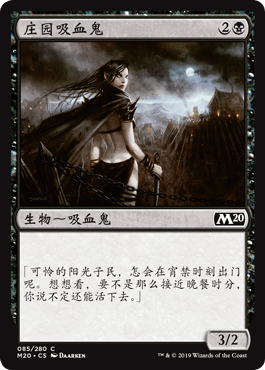 庄园吸血鬼 2
生物～吸血鬼
M20
「可怜的阳光子民，怎会在宵禁时刻出门
呢。想想看，要不是那么接近晚餐时分，
你说不定还能活下去。」
3/2
085/280 C
M20 • CS DAARKEN
™ & © 2019 Wizards of the Coast